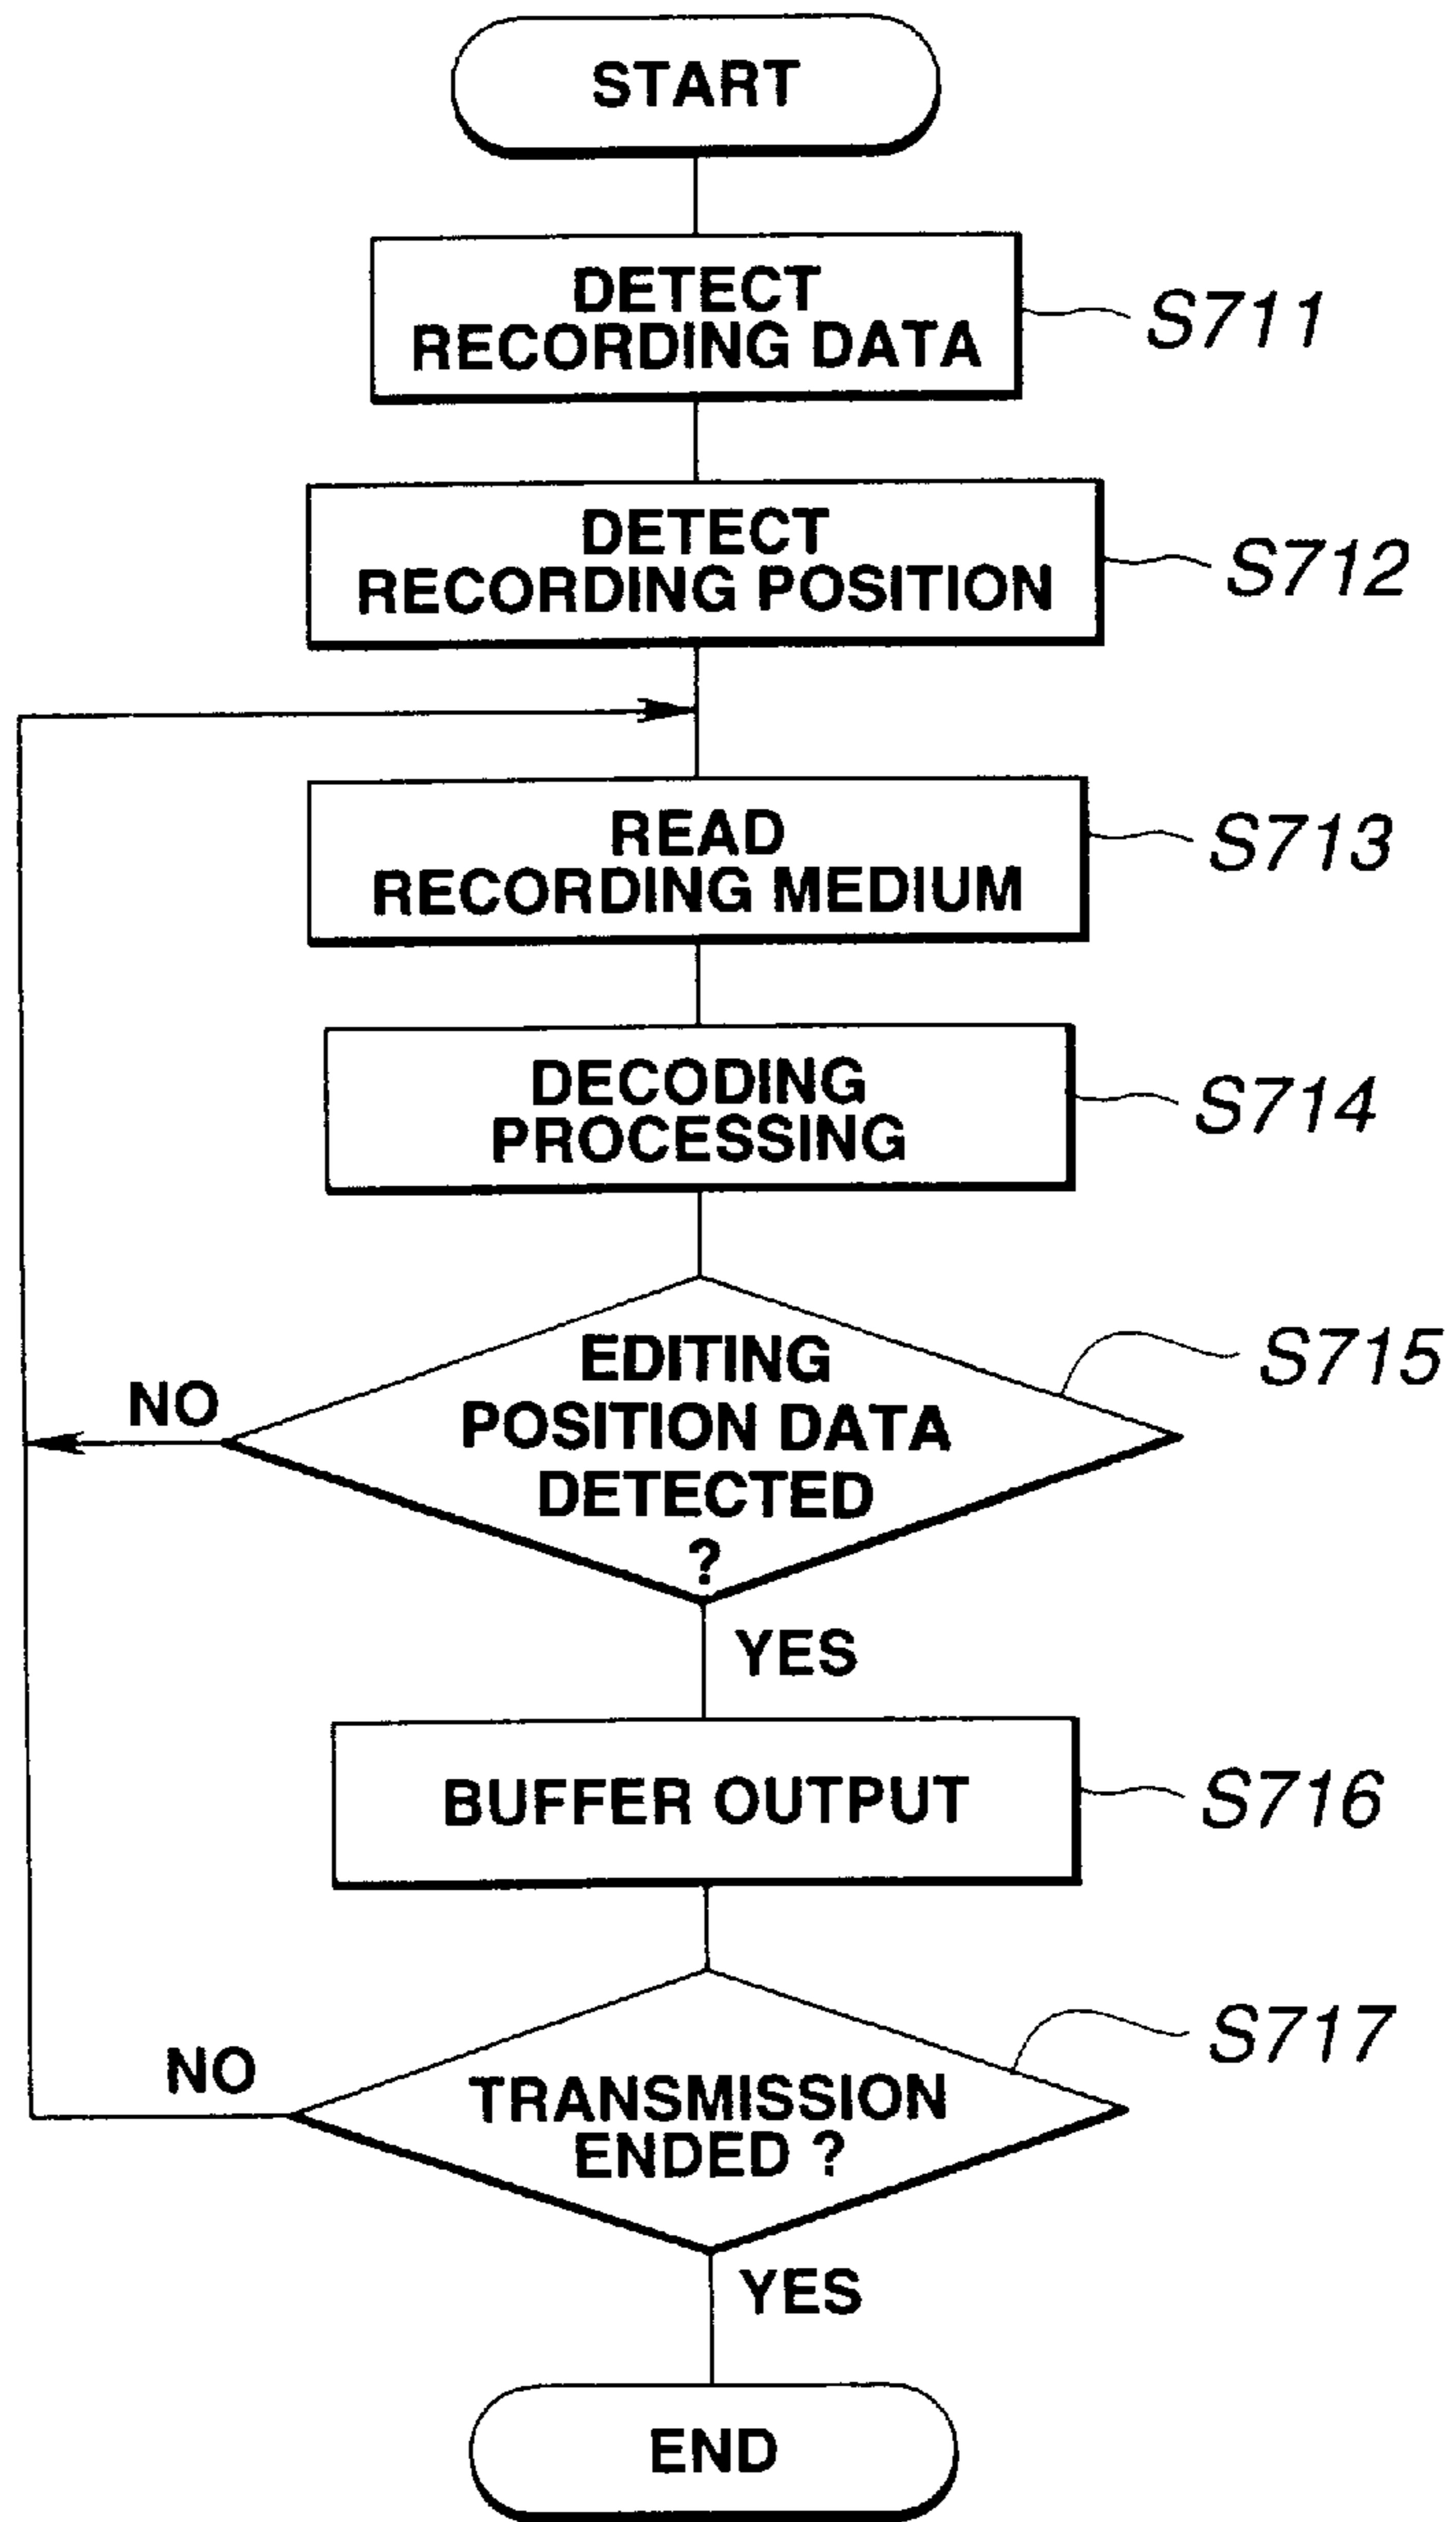 START
DETECT
RECORDING DATA
S711
DETECT
RECORDING POSITION
S712
READ
RECORDING MEDIUM
S713
DECODING
PROCESSING
S714
EDITING
POSITION DATA
DETECTED
?
S715
NO
YES
BUFFER OUTPUT
S716
TRANSMISSION
ENDED ?
S717
NO
YES
END